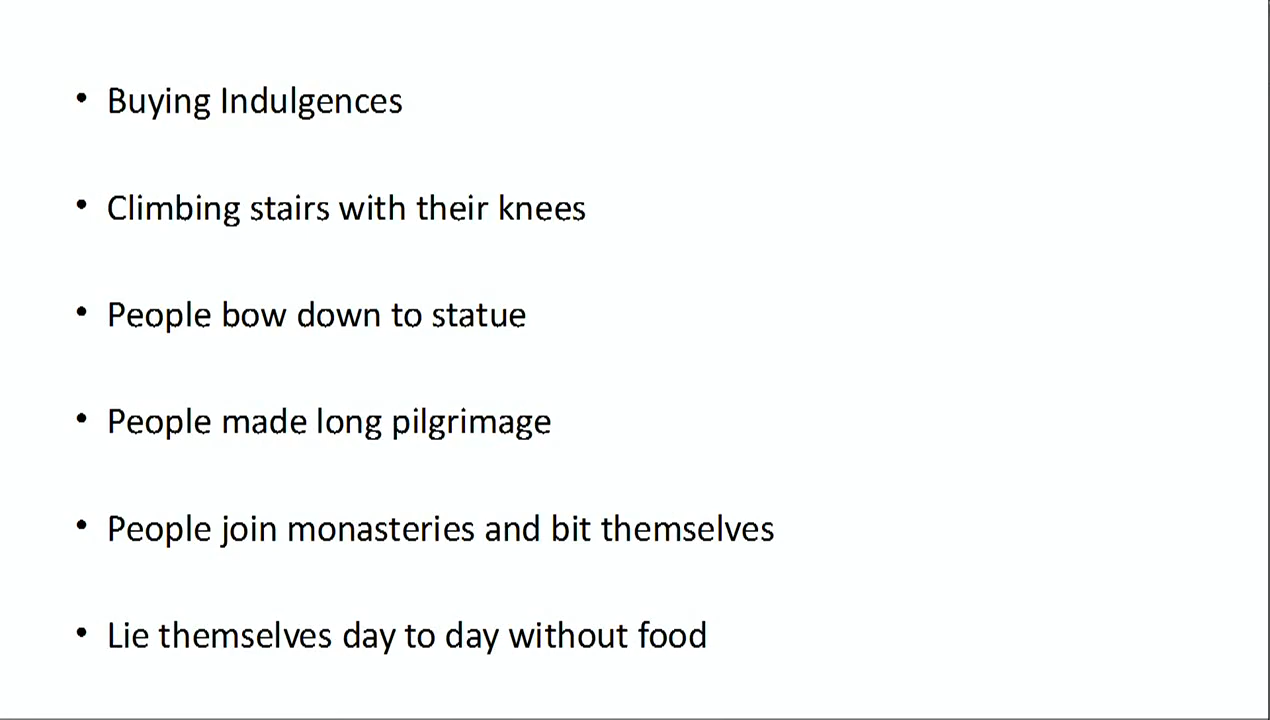 • Buying Indulgences
• Climbing stairs with their knees
• People bow down to statue
• People made long pilgrimage
• People join monasteries and bit themselves
• Lie themselves day to day without food